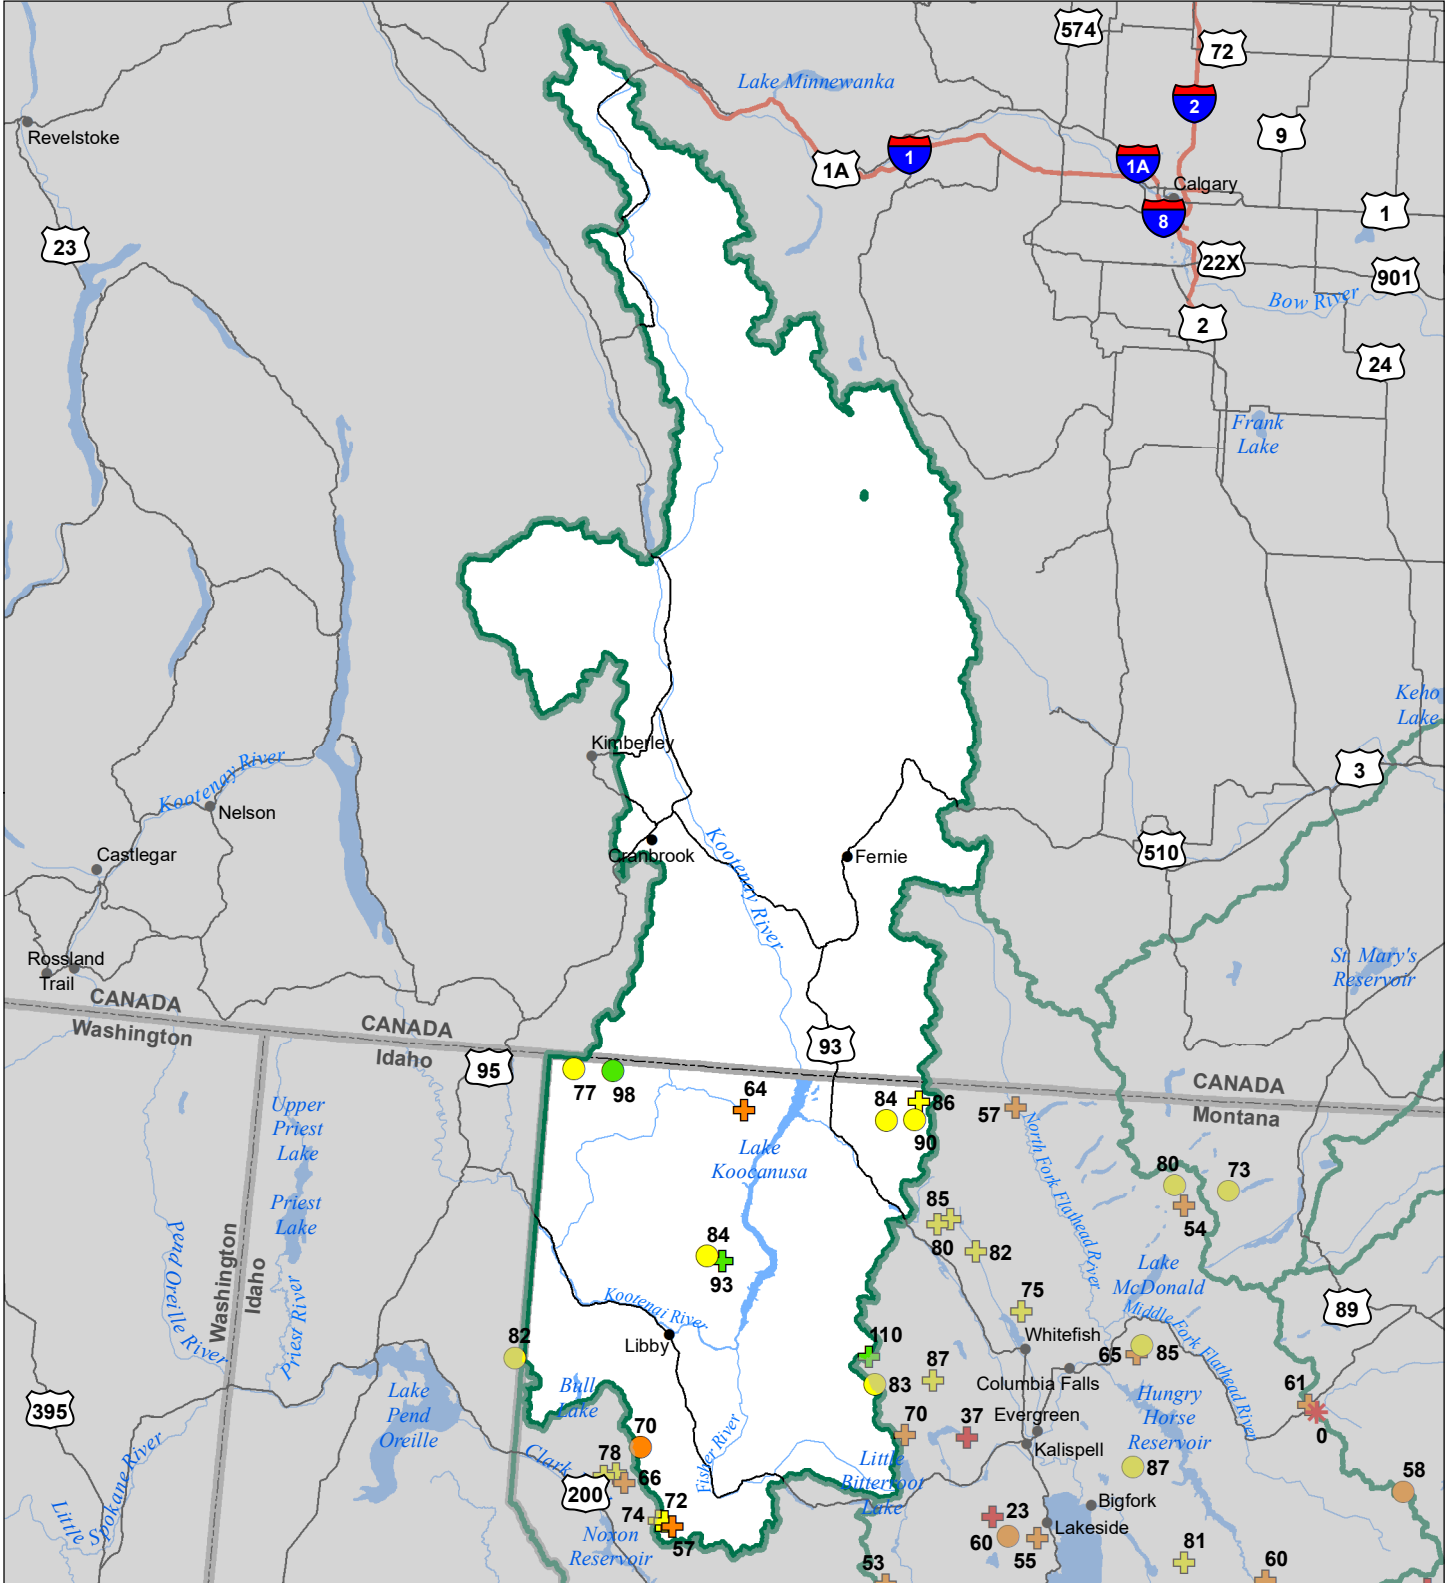 574
72
Lake Minnewanka
2
Revelstoke
9
1
1A
1A
Calgary
8
1
23
22X
901
Bow River
2
24
Frank
Lake
Keho
Lake
Kimberley
Kootenay River
3
Nelson
Castlegar
Cranbrook
Kootenay River
Fernie
510
Rossland
Trail
St. Mary's
Reservoir
CANADA
Washington
CANADA
Idaho
95
93
CANADA
Montana
77
98
64
84
86
90
57
Upper
Priest
Lake
Priest
Lake
Lake
Koocanusa
North Fork Flathead River
80
73
54
85
80
82
Pend Oreille River
Washington
Idaho
Priest River
84
93
Lake
McDonald
75
Middle Fork Flathead River
89
Kootenai River
Libby
82
110
83
87
Whitefish
65
85
Columbia Falls
395
Lake
Pend
Oreille
Bull
Lake
Hungry
Horse
Reservoir
61
0
70
70
37
Evergreen
Kalispell
Clark
78
66
200
Fisher River
Little
Bitterroot
Lake
87
58
Little
Spokane River
74
72
57
Noxon
Reservoir
23
60
55
Bigfork
Lakeside
53
81
60